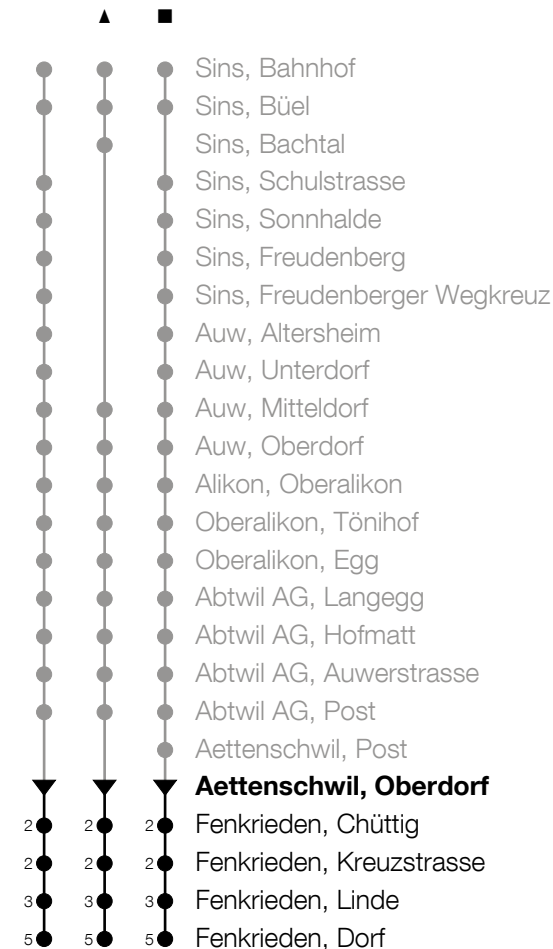 ▲ ■
Sins, Bahnhof
Sins, Büel
Sins, Bachtal
Sins, Schulstrasse
Sins, Sonnhalde
Sins, Freudenberg
Sins, Freudenberger Wegkreuz
Auw, Altersheim
Auw, Unterdorf
Auw, Mitteldorf
Auw, Oberdorf
Alikon, Oberalikon
Oberalikon, Tönihof
Oberalikon, Egg
Abtwil AG, Langegg
Abtwil AG, Hofmatt
Abtwil AG, Auwerstrasse
Abtwil AG, Post
Aettenschwil, Post
Aettenschwil, Oberdorf
2 2 2 Fenkrieden, Chüttig
2 2 2 Fenkrieden, Kreuzstrasse
3 3 3 Fenkrieden, Linde
5 5 5 Fenkrieden, Dorf